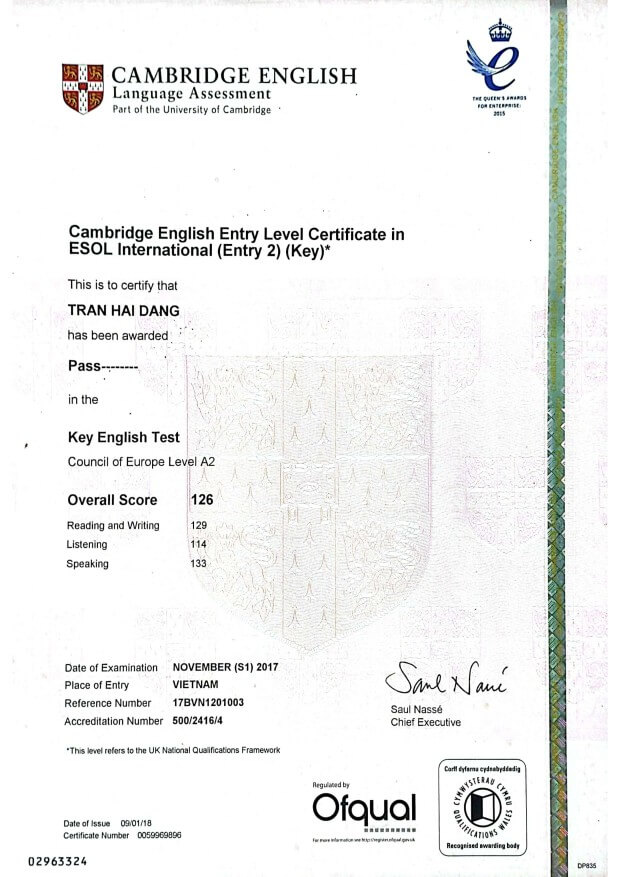 CAMBRIDGE ENGLISH
Language Assessment
Part of the University of Cambridge
THE QUEEN'S AWARDS
FOR ENTERPRISE:
2015
Cambridge English Entry Level Certificate in
ESOL International (Entry 2) (Key)*
This is to certify that
TRAN HAI DANG
has been awarded
Pass--------
in the
Key English Test
Council of Europe Level A2
Overall Score 126
Reading and Writing 129
Listening 114
Speaking 133
Date of Examination NOVEMBER (S1) 2017
Place of Entry VIETNAM
Reference Number 17BVN1201003
Accreditation Number 500/2416/4
Saul Nassé
Saul Nassé
Chief Executive
*This level refers to the UK National Qualifications Framework
Regulated by
Ofqual
For more information see http://register.ofqual.gov.uk
Corff dyfarnu cydnabyddedig
CYMWYSTERAU CYMRU
QUALIFICATIONS WALES
Recognised awarding body
Date of Issue 09/01/18
Certificate Number 0059969896
02963324
DP835